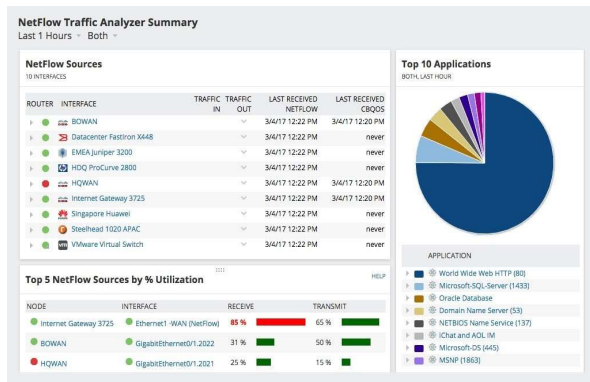 NetFlow Traffic Analyzer Summary
Last 1 Hours Both
NetFlow Sources
10 INTERFACES
ROUTER INTERFACE TRAFFIC IN TRAFFIC OUT LAST RECEIVED NETFLOW LAST RECEIVED CBQOS
BOWAN 3/4/17 12:22 PM 3/4/17 12:20 PM
Datacenter FastIron X448 3/4/17 12:22 PM never
EMEA Juniper 3200 3/4/17 12:22 PM never
HDQ ProCurve 2800 3/4/17 12:22 PM never
HQWAN 3/4/17 12:22 PM 3/4/17 12:20 PM
Internet Gateway 3725 3/4/17 12:22 PM 3/4/17 12:20 PM
Singapore Huawei 3/4/17 12:22 PM never
Steelhead 1020 APAC 3/4/17 12:22 PM never
vm VMware Virtual Switch 3/4/17 12:22 PM never
Top 5 NetFlow Sources by % Utilization HELP
NODE INTERFACE RECEIVE TRANSMIT
Internet Gateway 3725 Ethernet1 -WAN (NetFlow) 85 % 65 %
BOWAN GigabitEthernet0/1.2022 31 % 50 %
HQWAN GigabitEthernet0/1.2021 25 % 15 %
Top 10 Applications
BOTH, LAST HOUR
APPLICATION
World Wide Web HTTP (80)
Microsoft-SQL-Server (1433)
Oracle Database
Domain Name Server (53)
NETBIOS Name Service (137)
iChat and AOL IM
Microsoft-DS (445)
MSNP (1863)